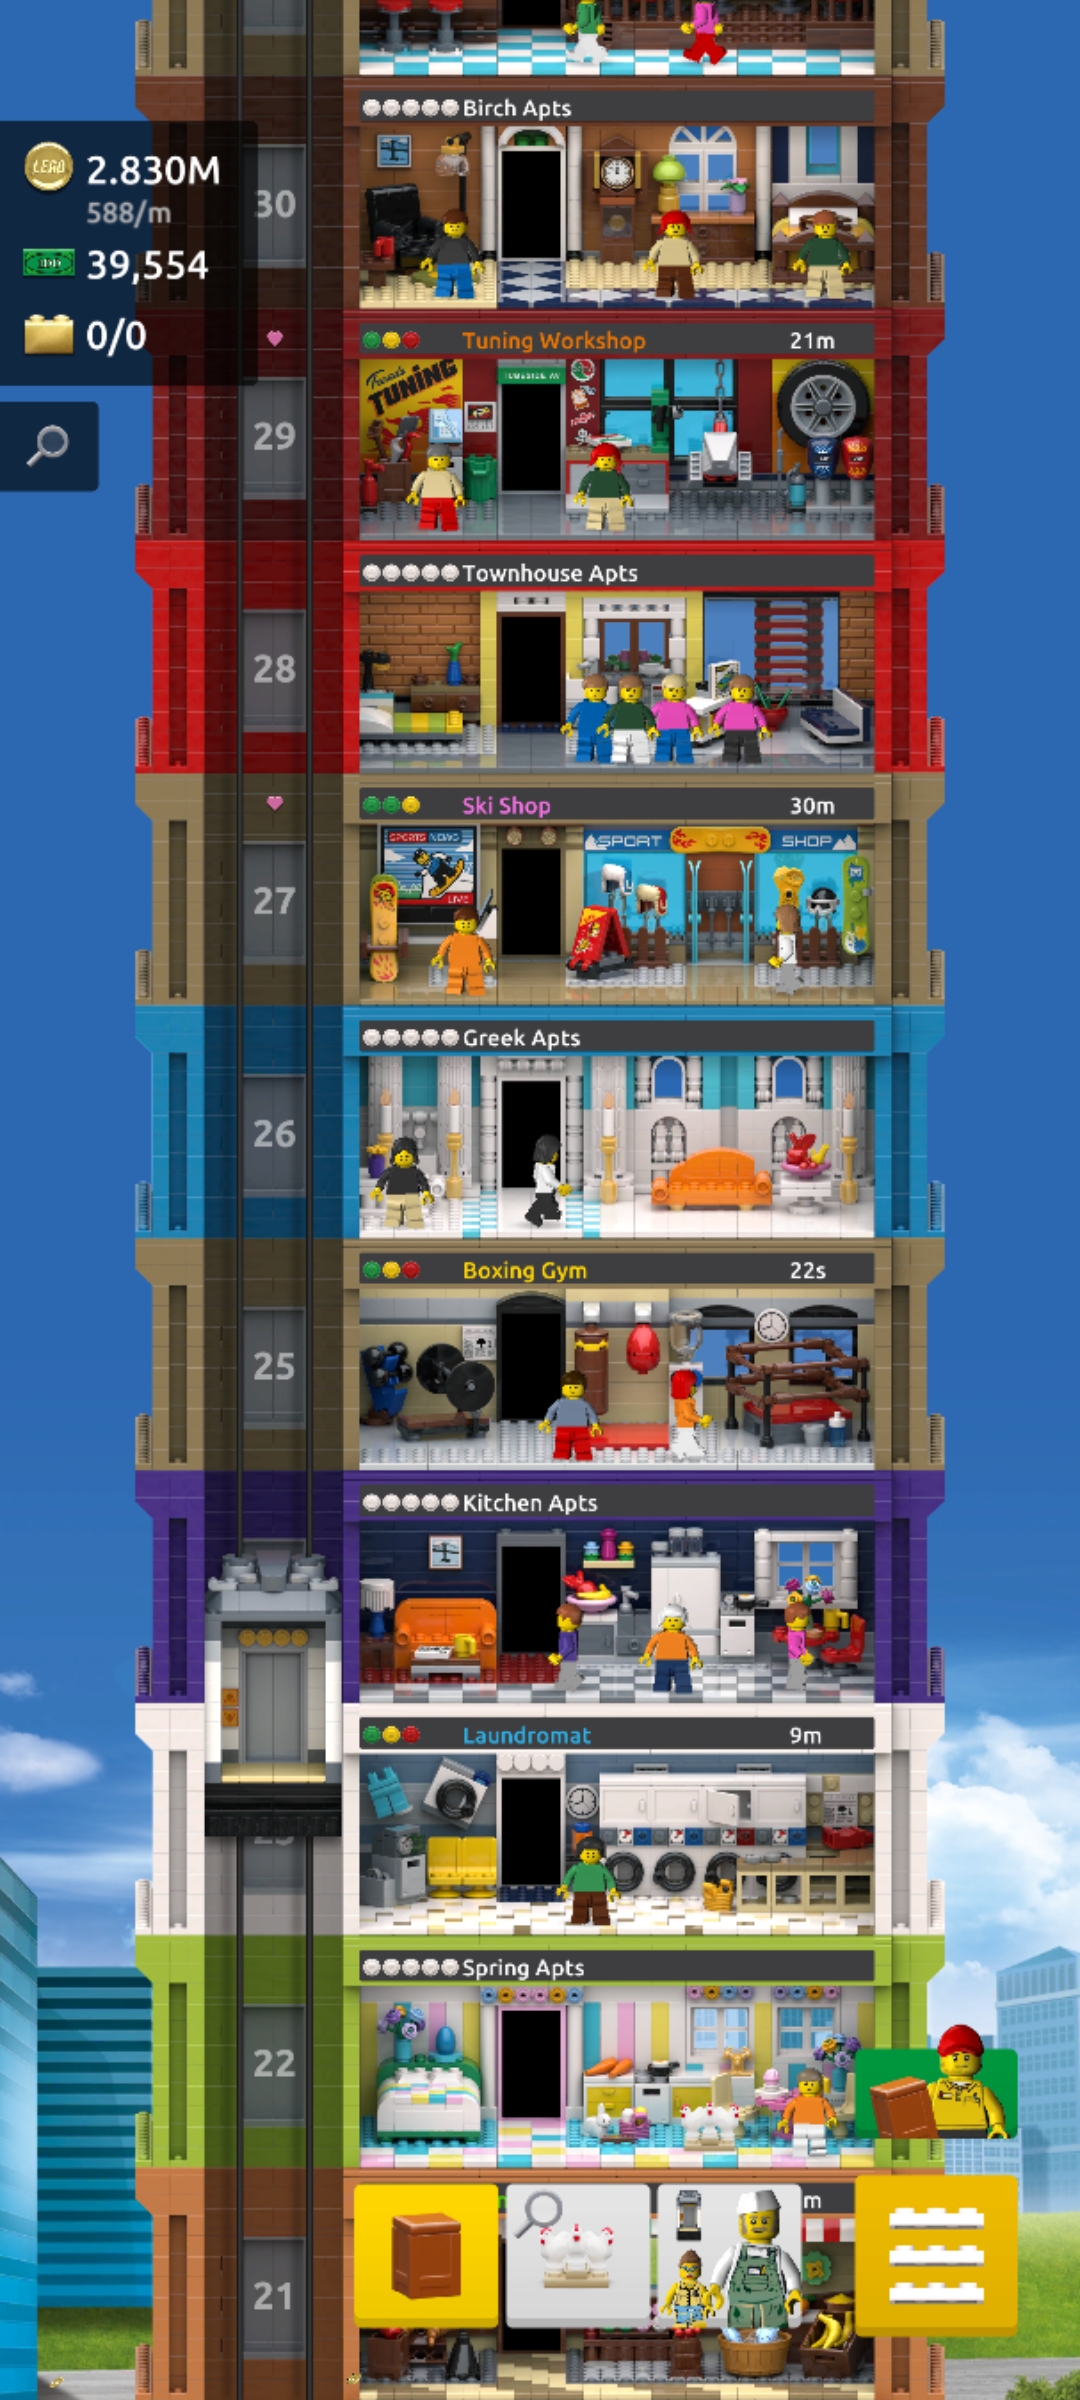 Birch Apts
LEGO
2.830M
588/m
30
39,554
0/0
Tuning Workshop
21m
TUNING
29
Townhouse Apts
28
Ski Shop
30m
SPORTS NEWS
LIVE
SPORT
SHOP
27
Greek Apts
26
Boxing Gym
22s
25
Kitchen Apts
Laundromat
9m
Spring Apts
22
m
21